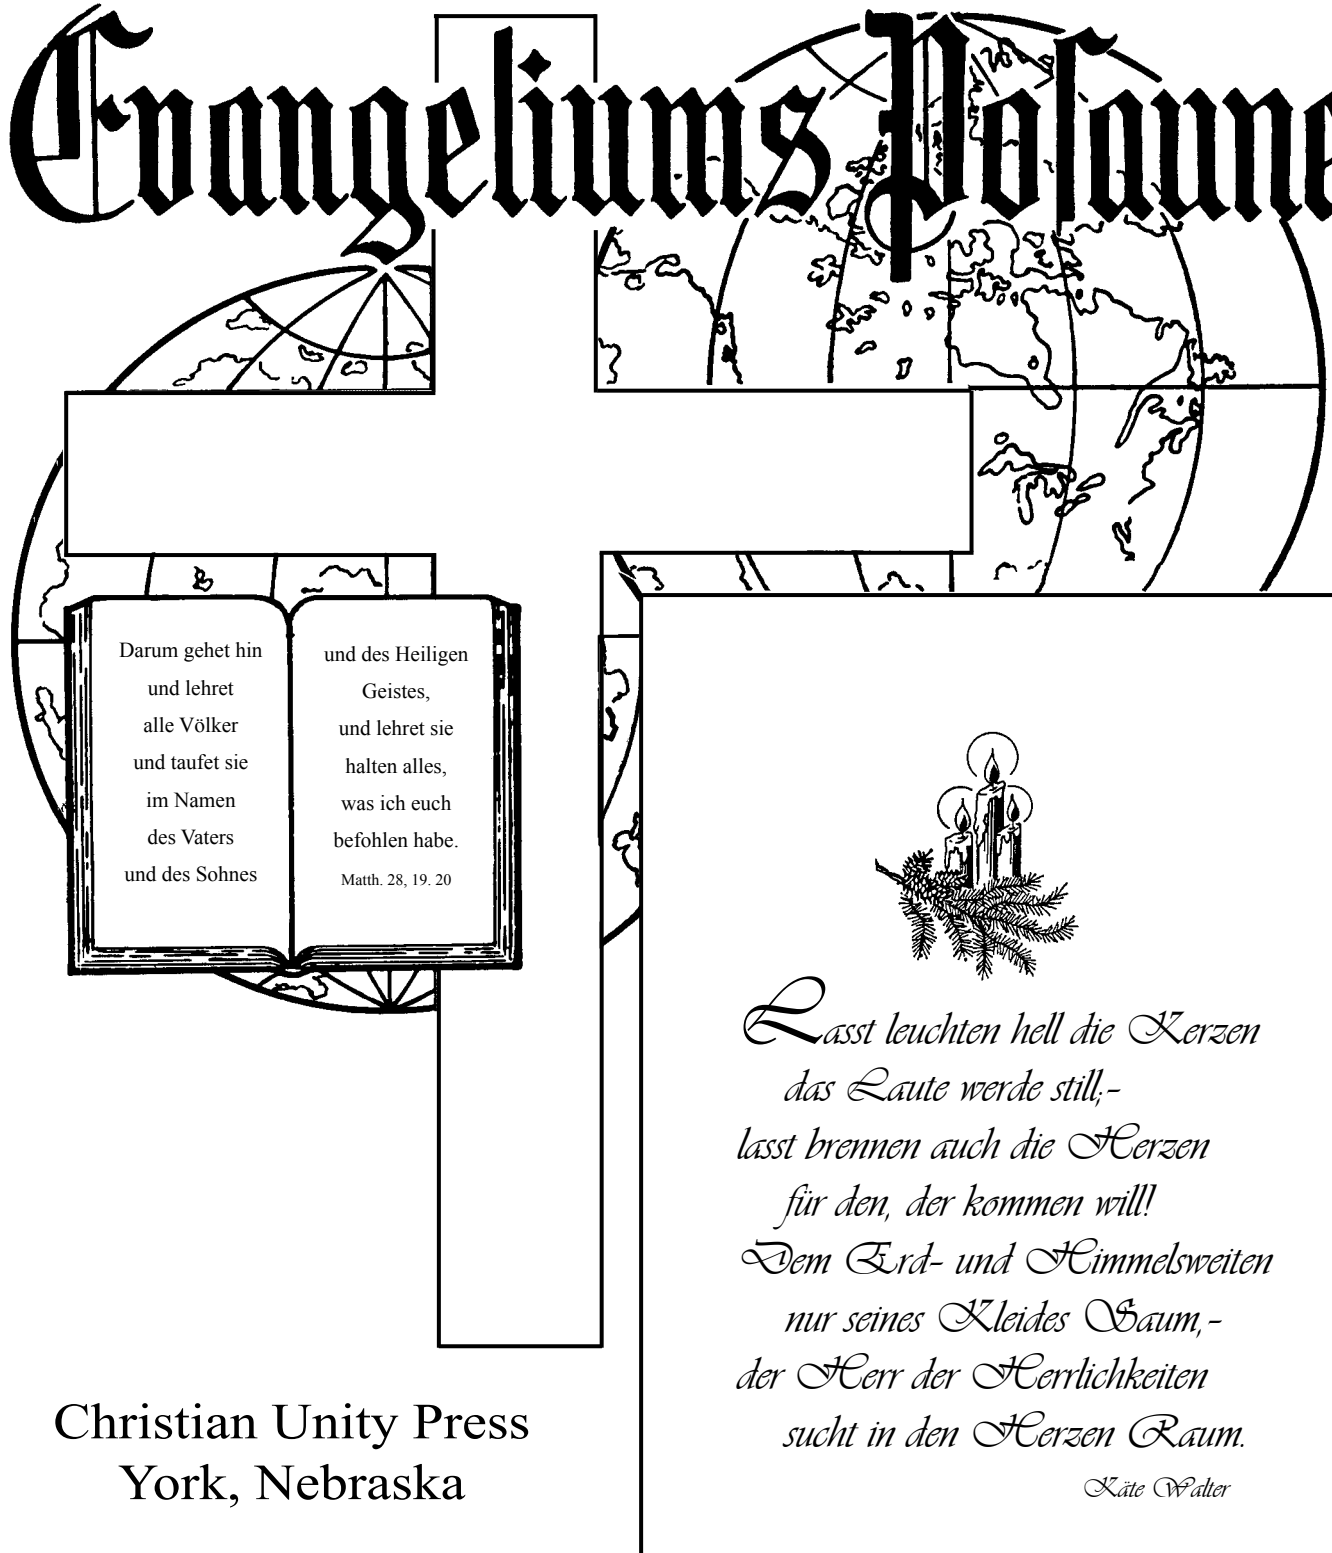 Evangeliums Posaune
Darum gehet hin
und lehret
alle Völker
und taufet sie
im Namen
des Vaters
und des Sohnes
und des Heiligen
Geistes,
und lehret sie
halten alles,
was ich euch
befohlen habe.
Matth. 28, 19. 20
Lasst leuchten hell die Kerzen
das Laute werde still;-
lasst brennen auch die Herzen
für den, der kommen will!
Dem Erd- und Himmelsweiten
nur seines Kleides Saum,-
der Herr der Herrlichkeiten
sucht in den Herzen Raum.
Käte Walter
Christian Unity Press
York, Nebraska